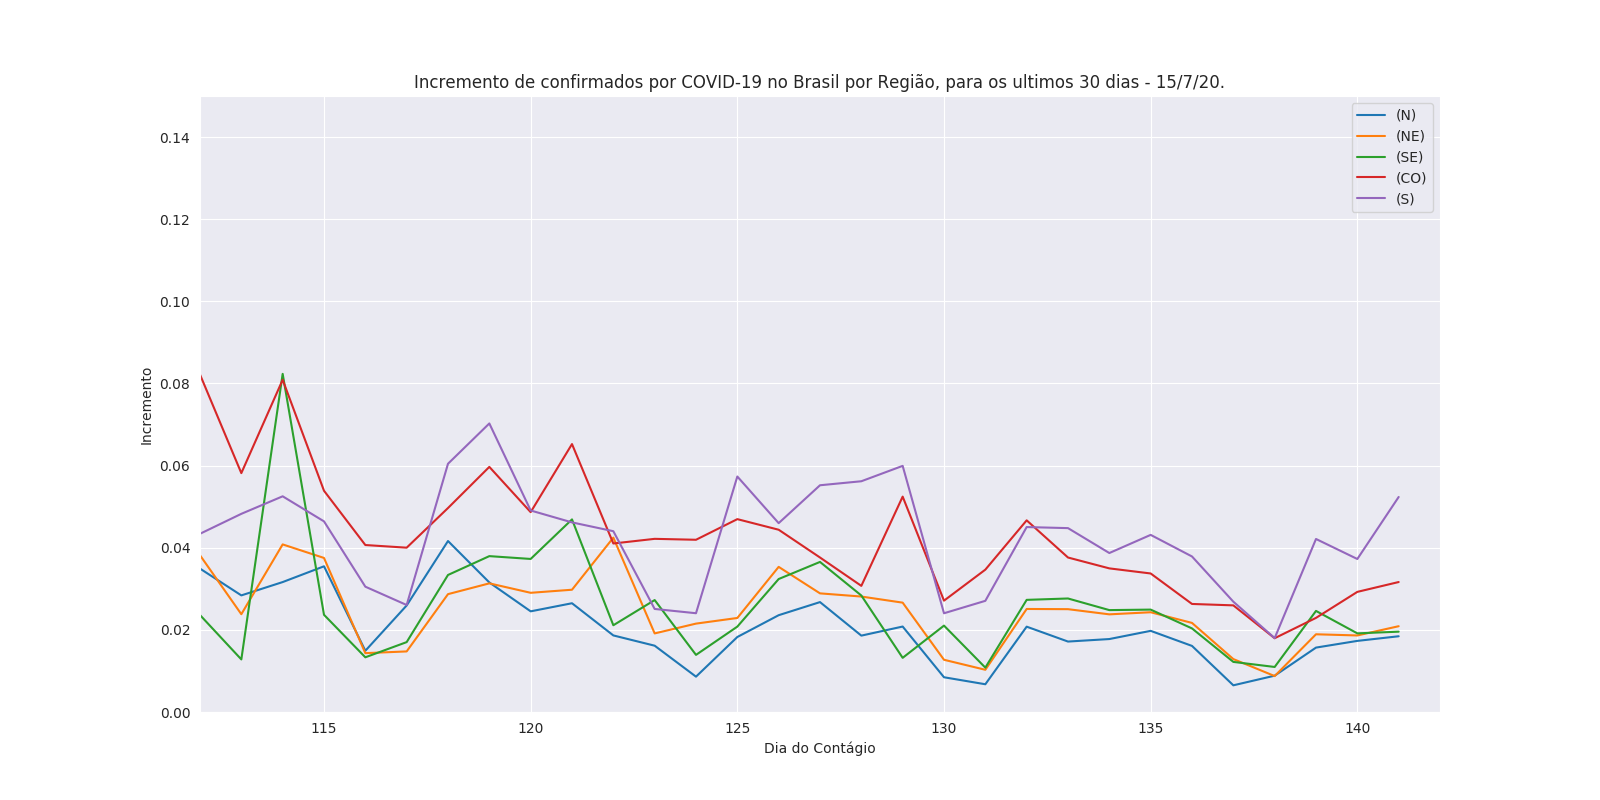 Incremento de confirmados por COVID-19 no Brasil por Região, para os ultimos 30 dias - 15/7/20.
(N)
(NE)
(SE)
(CO)
(S)
Incremento
0.14
0.12
0.10
0.08
0.06
0.04
0.02
0.00
115
120
125
130
135
140
Dia do Contágio